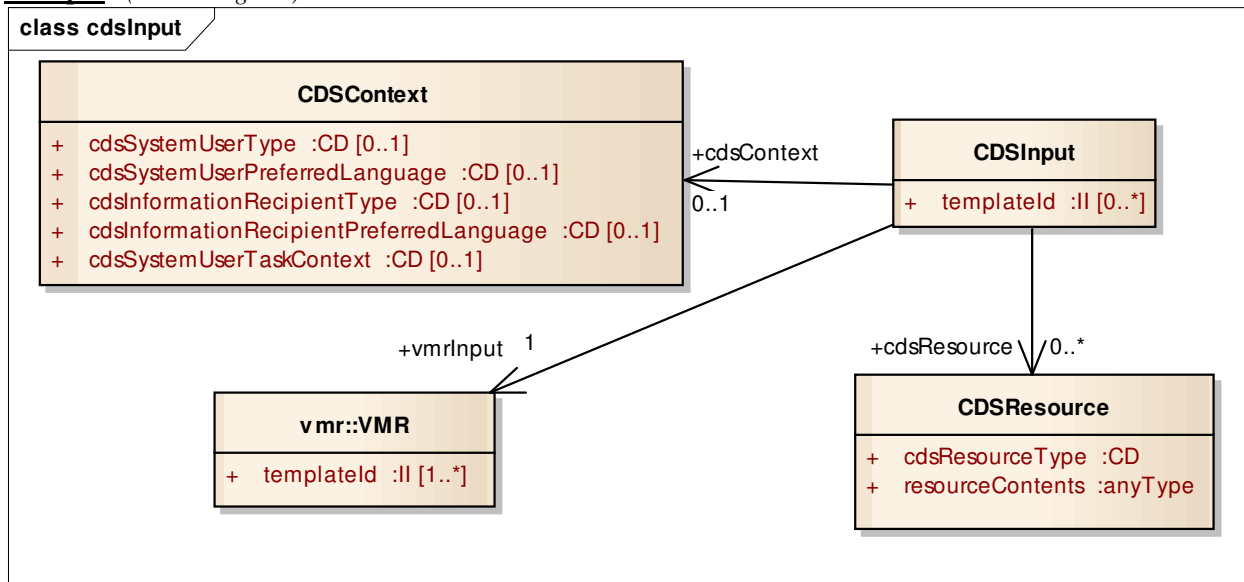 class cdsInput
CDSContext
+ cdsSystemUserType :CD [0..1]
+ cdsSystemUserPreferredLanguage :CD [0..1]
+ cdsInformationRecipientType :CD [0..1]
+ cdsInformationRecipientPreferredLanguage :CD [0..1]
+ cdsSystemUserTaskContext :CD [0..1]
+cdsContext
0..1
CDSInput
+ templateId :II [0..*]
+vmrInput 1
+cdsResource 0..*
vmr::VMR
+ templateId :II [1..*]
CDSResource
+ cdsResourceType :CD
+ resourceContents :anyType